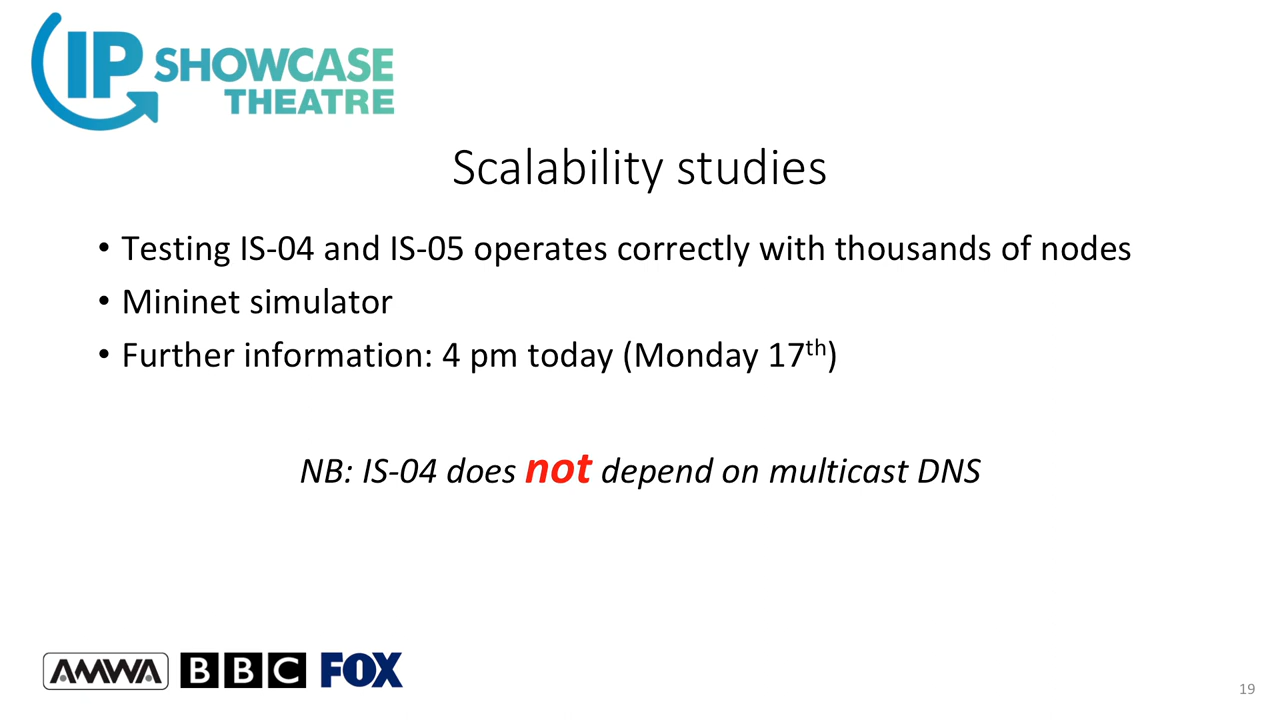 IP SHOWCASE
THEATRE
Scalability studies
• Testing IS-04 and IS-05 operates correctly with thousands of nodes
• Mininet simulator
• Further information: 4 pm today (Monday 17th)
NB: IS-04 does not depend on multicast DNS
AMWA BBC FOX
19